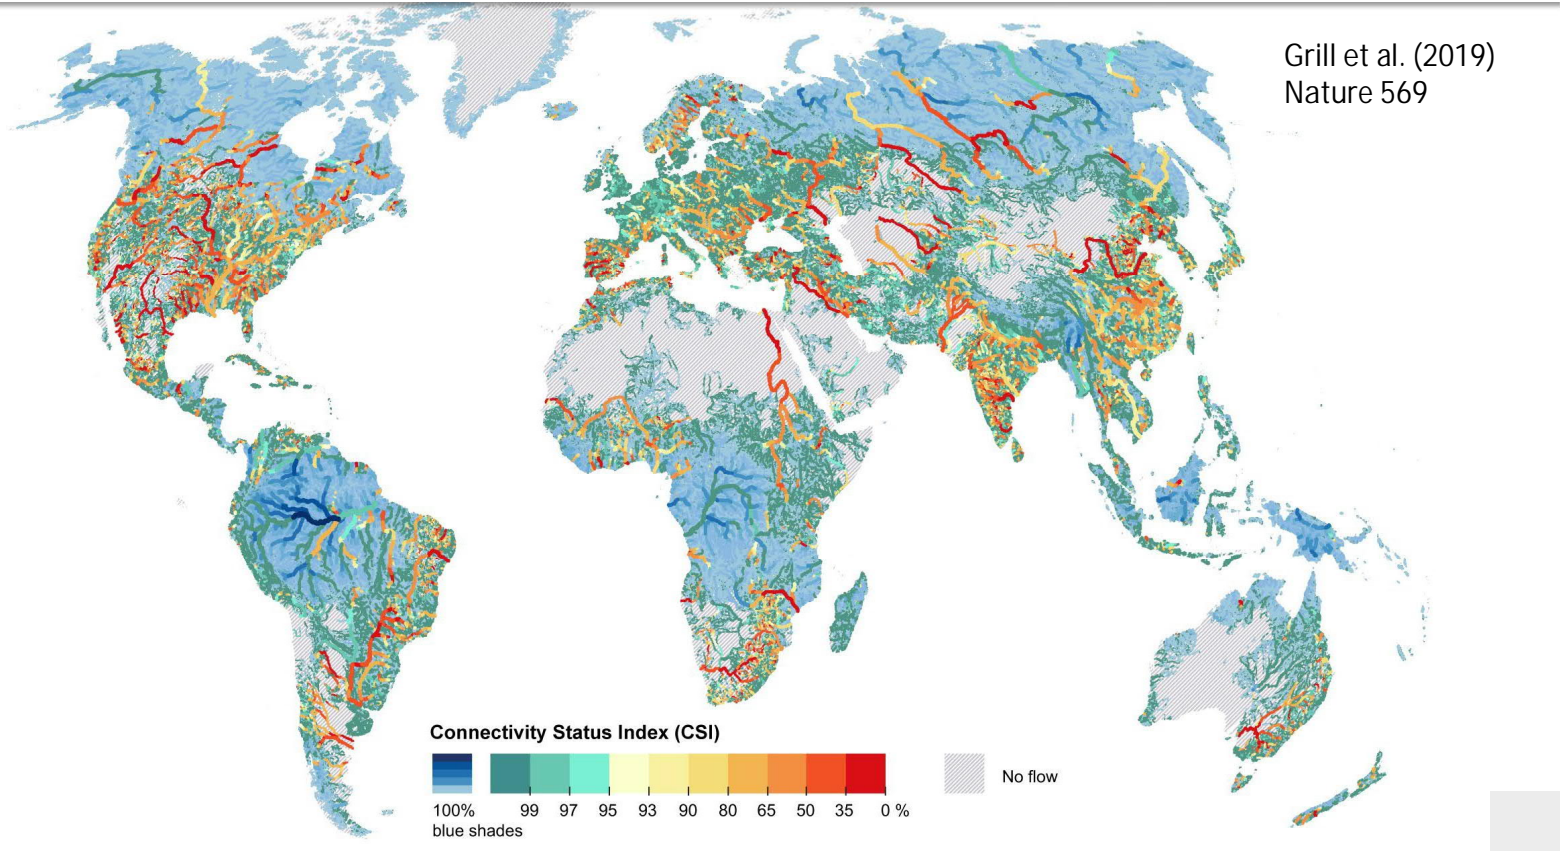 Grill et al. (2019)
Nature 569
Connectivity Status Index (CSI)
100% 99 97 95 93 90 80 65 50 35 0 %
blue shades
No flow